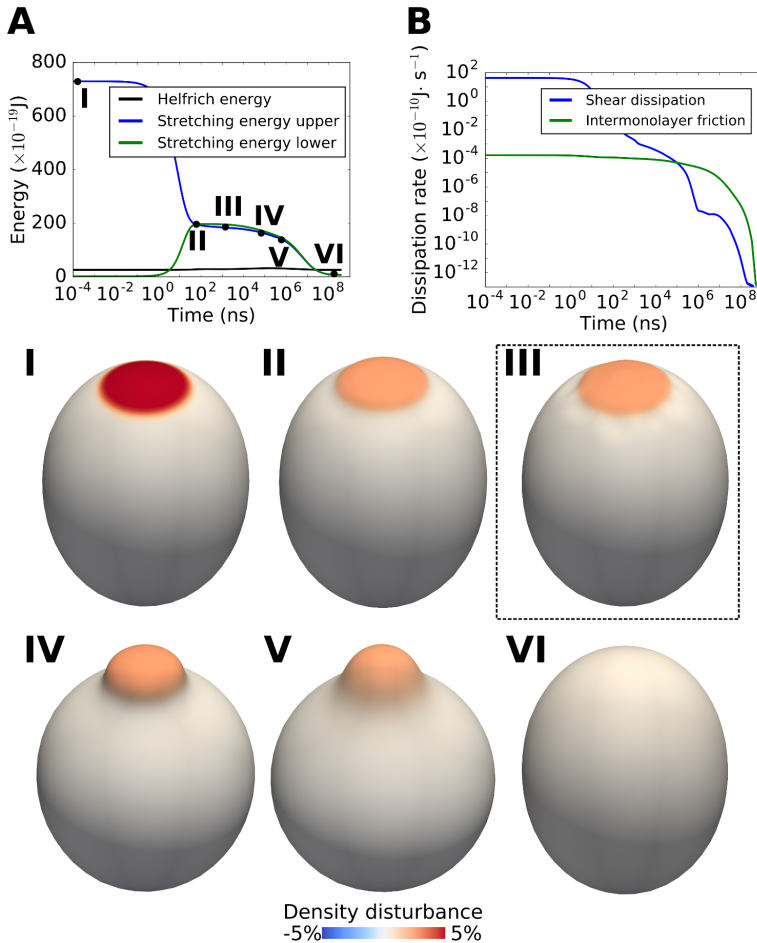 A
Energy (×10⁻¹⁹J)
800
600
400
200
0
Helfrich energy
Stretching energy upper
Stretching energy lower
I
II
III
IV
V
VI
10⁻⁴ 10⁻² 10⁰ 10² 10⁴ 10⁶ 10⁸
Time (ns)
B
Dissipation rate (×10⁻¹⁰J· s⁻¹)
10²
10⁰
10⁻²
10⁻⁴
10⁻⁶
10⁻⁸
10⁻¹⁰
10⁻¹²
Shear dissipation
Intermonolayer friction
10⁻⁴ 10⁻² 10⁰ 10² 10⁴ 10⁶ 10⁸
Time (ns)
I
II
III
IV
V
VI
Density disturbance
-5% 5%